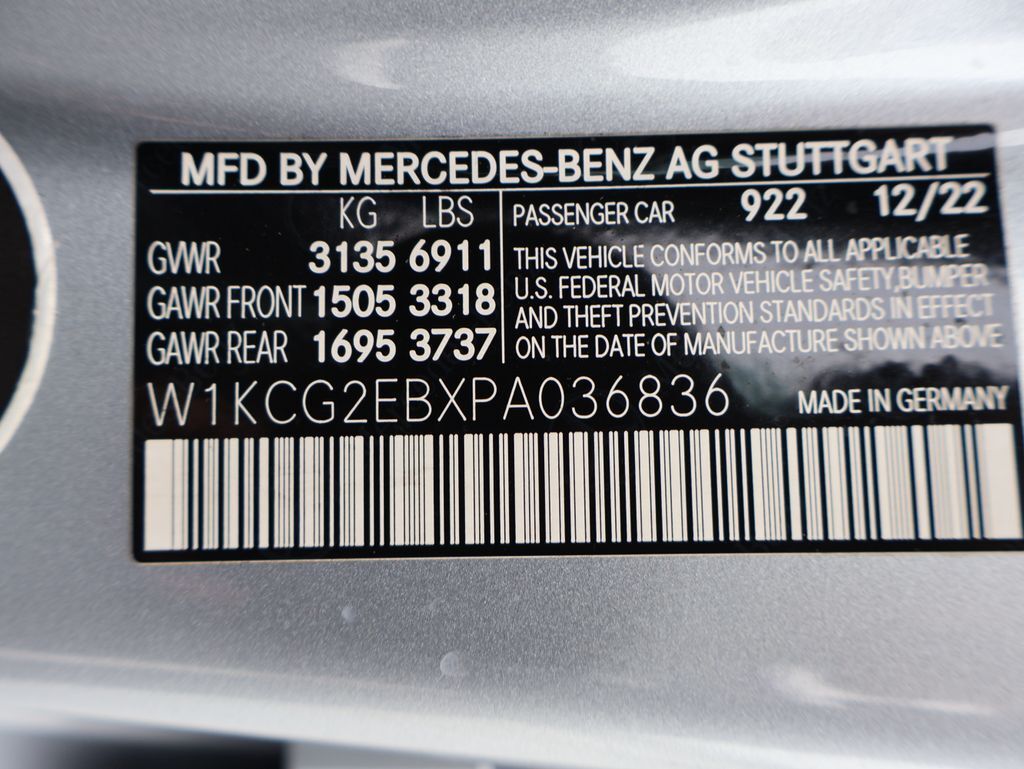 MFD BY MERCEDES-BENZ AG STUTTGART
KG LBS
GVWR 3135 6911
GAWR FRONT 1505 3318
GAWR REAR 1695 3737
PASSENGER CAR 922 12/22
THIS VEHICLE CONFORMS TO ALL APPLICABLE
U.S. FEDERAL MOTOR VEHICLE SAFETY,BUMPER
AND THEFT PREVENTION STANDARDS IN EFFECT
ON THE DATE OF MANUFACTURE SHOWN ABOVE
W1KCG2EBXPA036836 MADE IN GERMANY